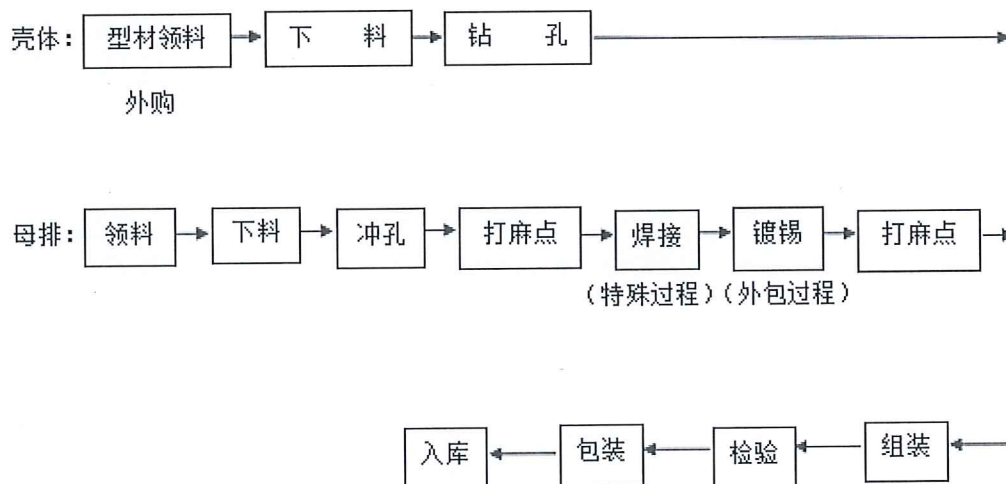 壳体： 型材领料 下 料 钻 孔
外购
母排： 领料 下料 冲孔 打麻点 焊接 镀锡 打麻点
（特殊过程）（外包过程）
入库 包装 检验 组装